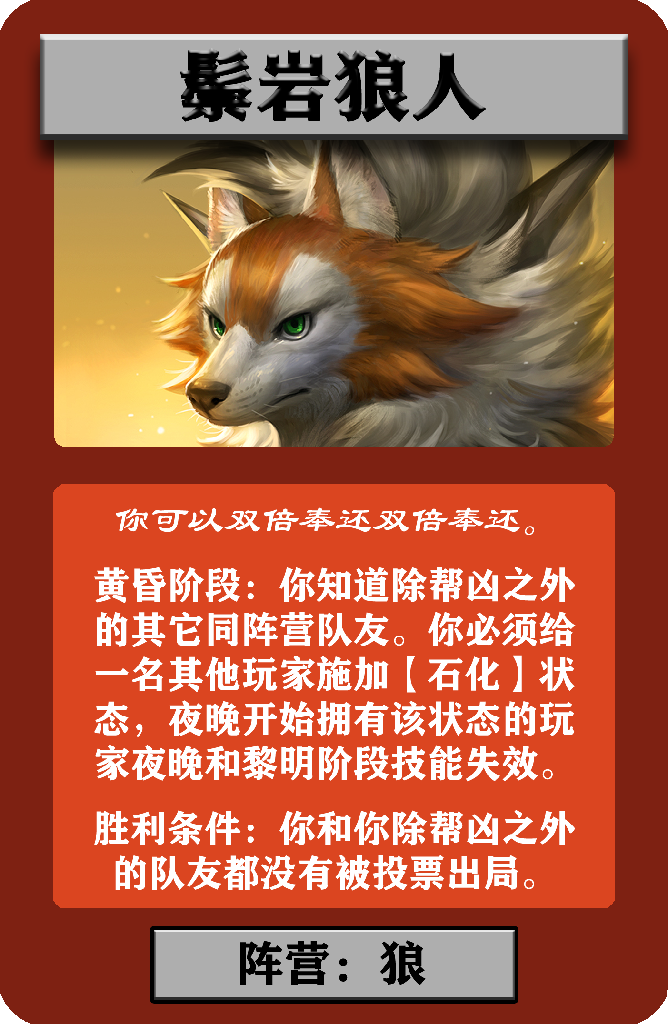 鬃岩狼人
你可以双倍奉还双倍奉还。
黄昏阶段：你知道除帮凶之外
的其它同阵营队友。你必须给
一名其他玩家施加【石化】状
态，夜晚开始拥有该状态的玩
家夜晚和黎明阶段技能失效。
胜利条件：你和你除帮凶之外
的队友都没有被投票出局。
阵营：狼